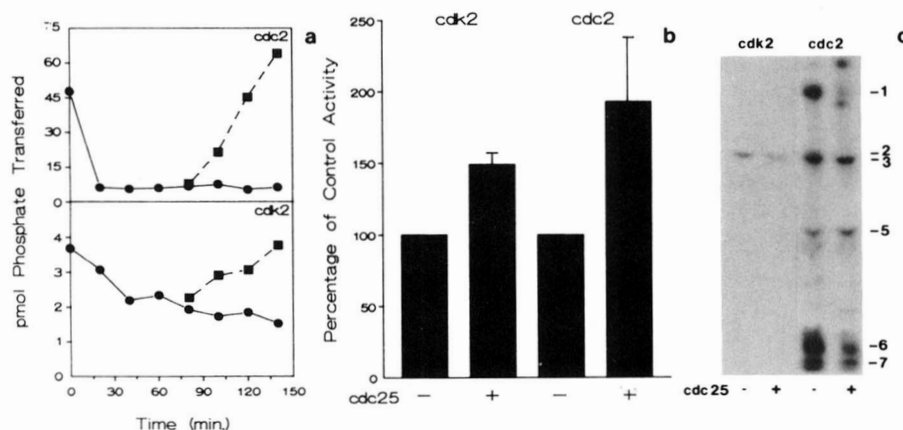 a
cdc2
75
60
45
30
15
0
cdk2
4
3
2
1
0
0 30 60 90 120 150
Time (min.)
pmol Phosphate Transferred
b
cdk2 cdc2
250
200
150
100
50
0
Percentage of Control Activity
cdc25 − + − +
c
cdk2 cdc2
-1
-2
-3
-5
-6
-7
cdc25 - + - +